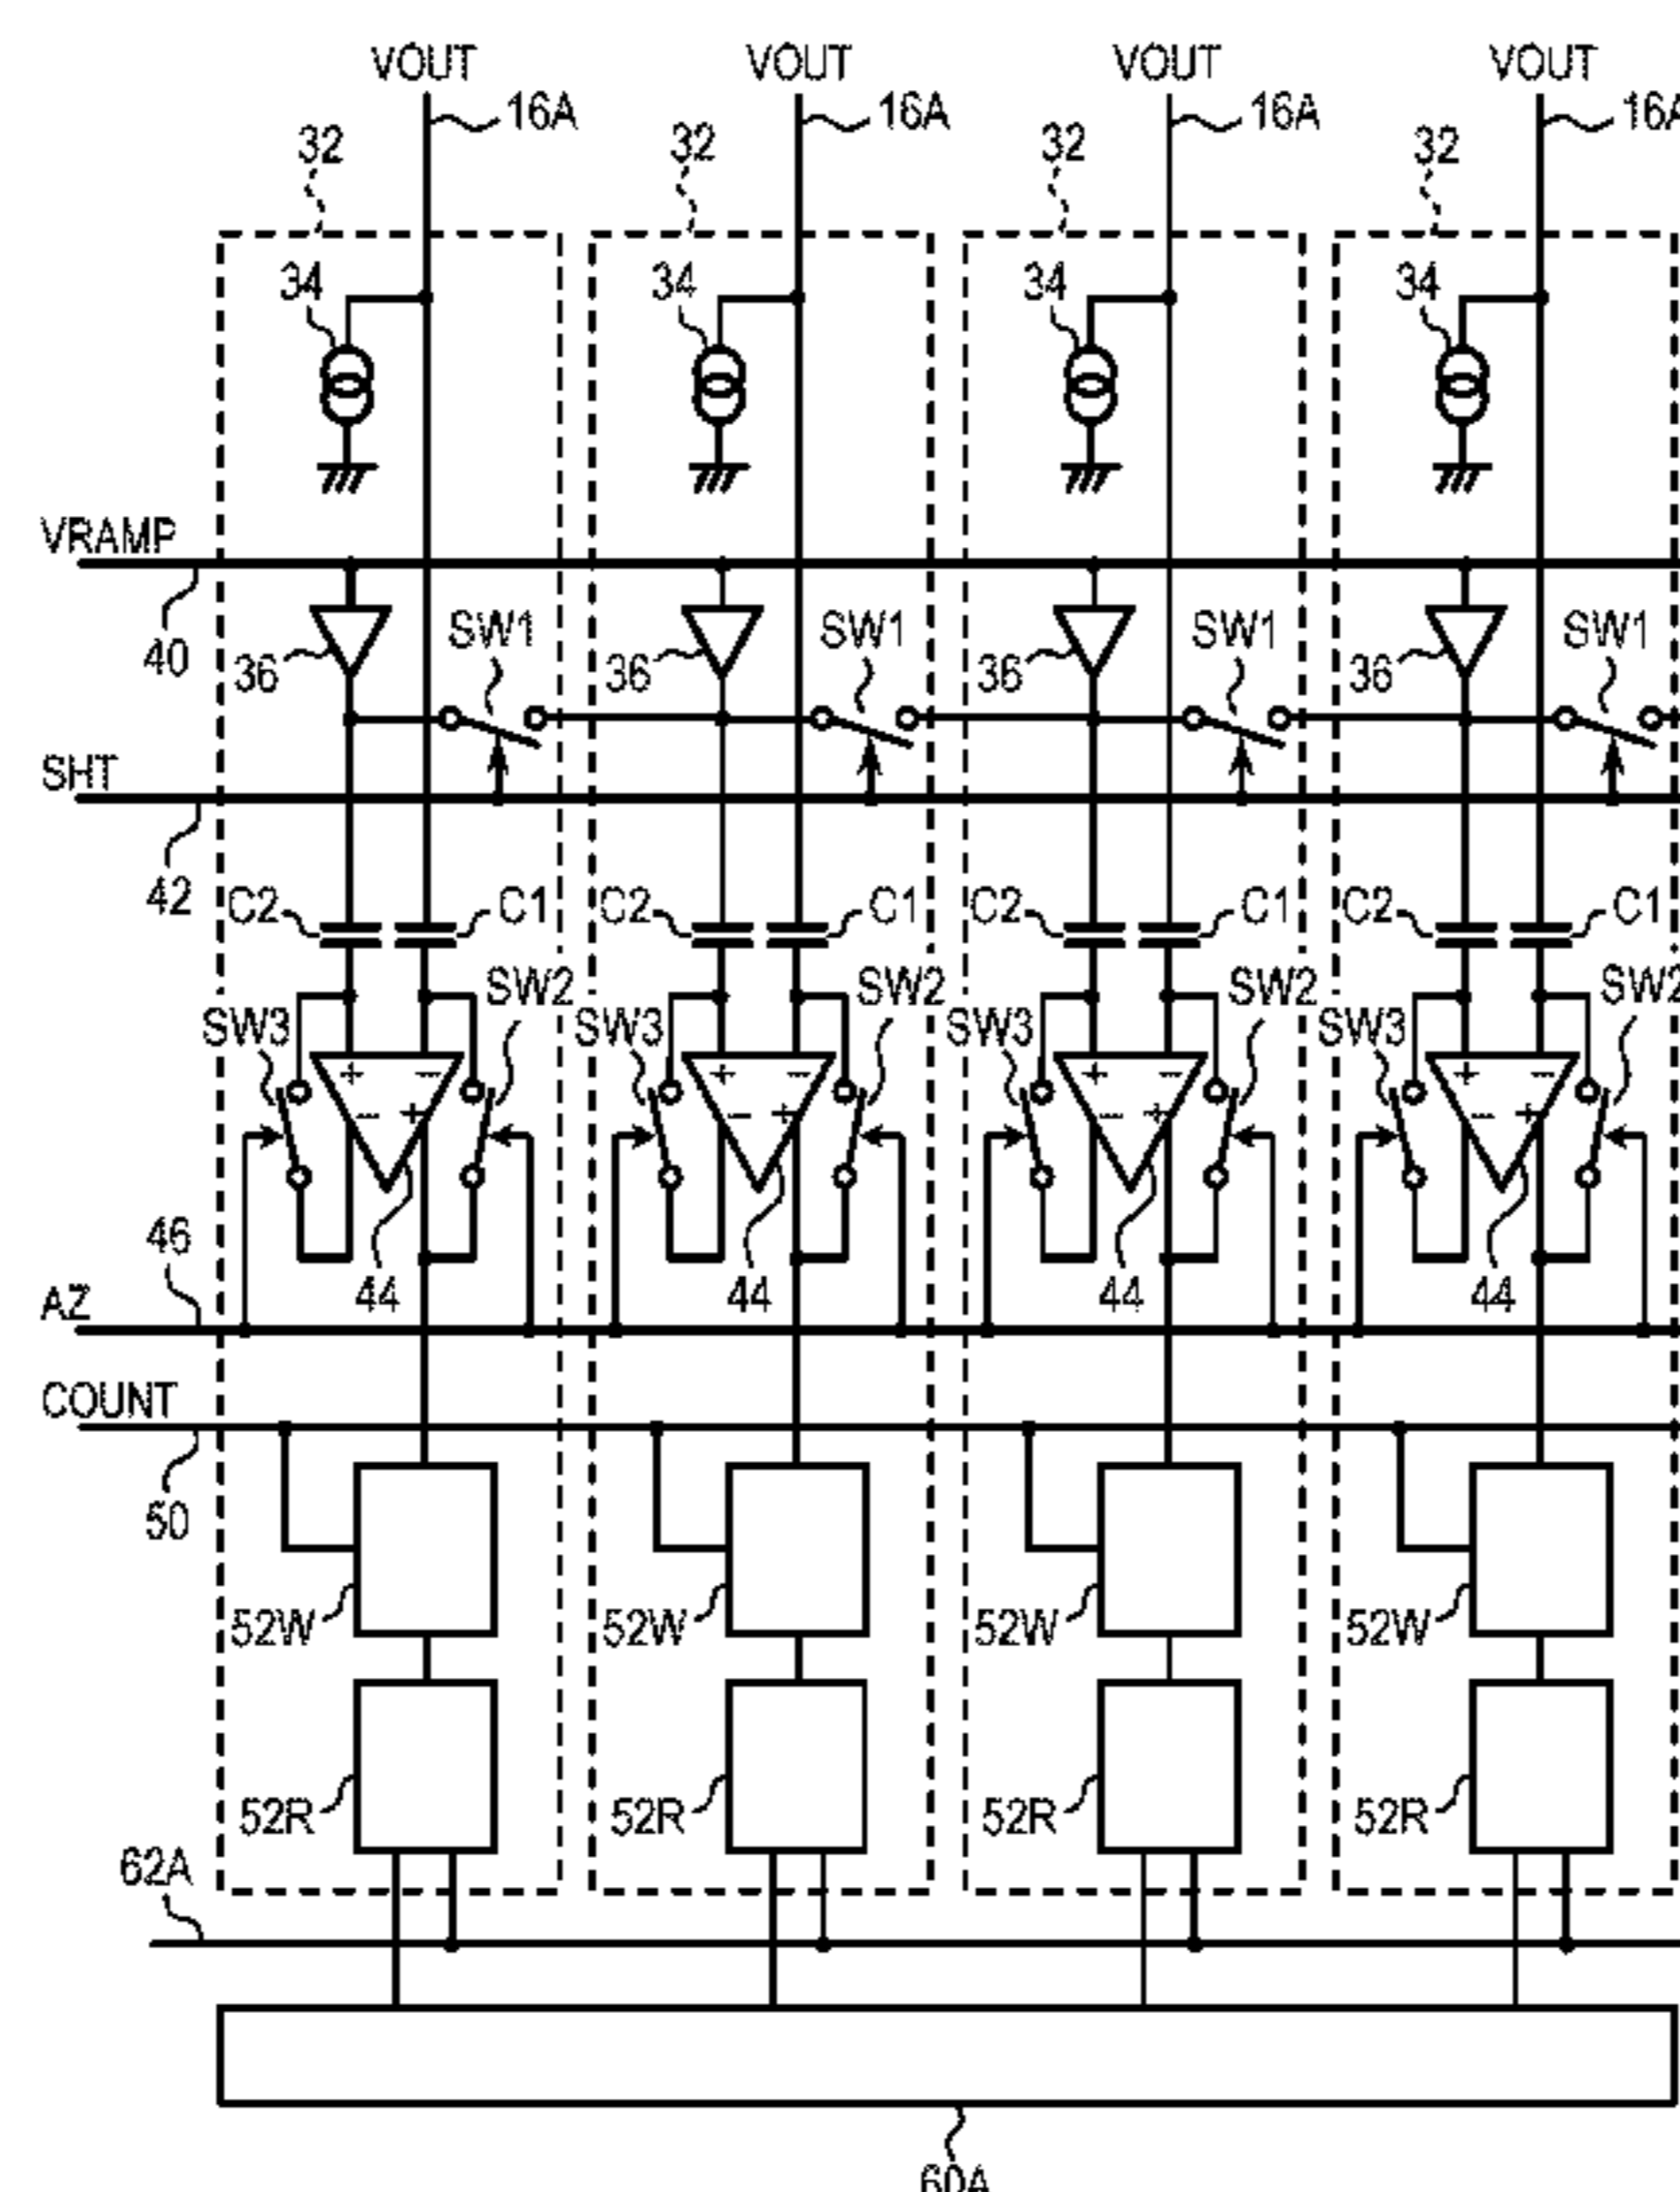 VOUT VOUT VOUT VOUT
16A 16A 16A 16A
32 32 32 32
34 34 34 34
VRAMP
40 36 SW1 36 SW1 36 SW1 36 SW1
SHT
42 C2 C1 C2 C1 C2 C1 C2 C1
SW3 SW2 SW3 SW2 SW3 SW2 SW3 SW2
+ − + − + − + −
− + − + − + − +
46 44 44 44 44
AZ
COUNT
50
52W 52W 52W 52W
52R 52R 52R 52R
62A
60A